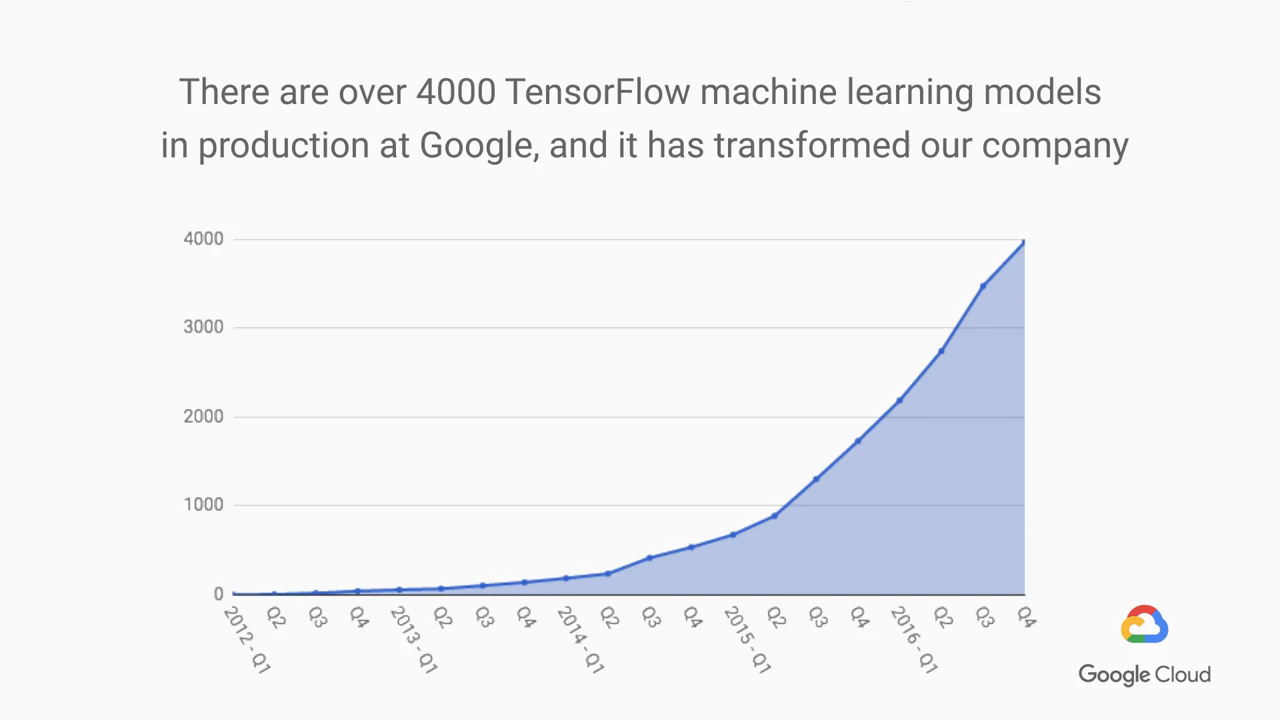 There are over 4000 TensorFlow machine learning models
in production at Google, and it has transformed our company
4000
3000
2000
1000
0
2012 - Q1
Q2
Q3
Q4
2013 - Q1
Q2
Q3
Q4
2014 - Q1
Q2
Q3
Q4
2015 - Q1
Q2
Q3
Q4
2016 - Q1
Q2
Q3
Q4
Google Cloud